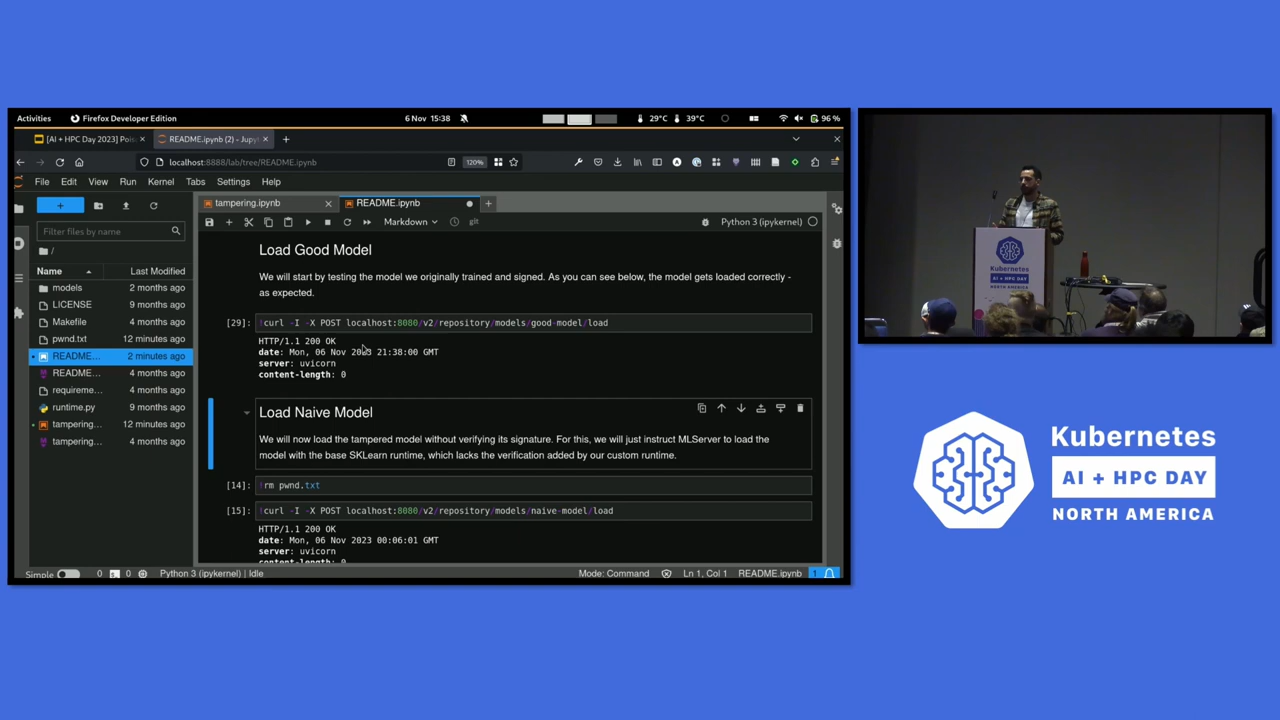 Activities
Firefox Developer Edition
6 Nov 15:38
29°C
39°C
96 %
[AI + HPC Day 2023] Pois
README.ipynb (2) - Jupyt
localhost:8888/lab/tree/README.ipynb
120%
File Edit View Run Kernel Tabs Settings Help
tampering.ipynb
README.ipynb
Filter files by name
Markdown
Python 3 (ipykernel)
/
Name
Last Modified
models 2 months ago
LICENSE 9 months ago
Makefile 4 months ago
pwnd.txt 12 minutes ago
README... 2 minutes ago
README... 4 months ago
requireme... 4 months ago
runtime.py 9 months ago
tampering... 12 minutes ago
tampering... 4 months ago
Load Good Model
We will start by testing the model we originally trained and signed. As you can see below, the model gets loaded correctly -
as expected.
[29]: !curl -I -X POST localhost:8080/v2/repository/models/good-model/load
HTTP/1.1 200 OK
date: Mon, 06 Nov 2023 21:38:00 GMT
server: uvicorn
content-length: 0
Load Naive Model
We will now load the tampered model without verifying its signature. For this, we will just instruct MLServer to load the
model with the base SKLearn runtime, which lacks the verification added by our custom runtime.
[14]: !rm pwnd.txt
[15]: !curl -I -X POST localhost:8080/v2/repository/models/naive-model/load
HTTP/1.1 200 OK
date: Mon, 06 Nov 2023 00:06:01 GMT
server: uvicorn
content-length: 0
Simple
0
0
Python 3 (ipykernel) | Idle
Mode: Command
Ln 1, Col 1
README.ipynb
1
Kubernetes
AI + HPC DAY
NORTH AMERICA
Kubernetes
AI + HPC DAY
NORTH AMERICA